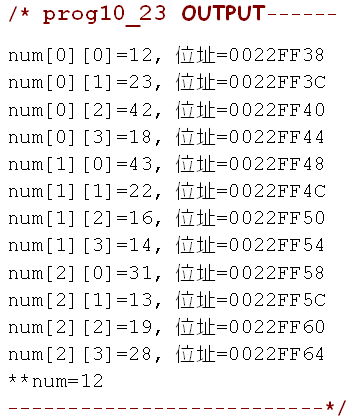 /* prog10_23 OUTPUT------
num[0][0]=12, 位址=0022FF38
num[0][1]=23, 位址=0022FF3C
num[0][2]=42, 位址=0022FF40
num[0][3]=18, 位址=0022FF44
num[1][0]=43, 位址=0022FF48
num[1][1]=22, 位址=0022FF4C
num[1][2]=16, 位址=0022FF50
num[1][3]=14, 位址=0022FF54
num[2][0]=31, 位址=0022FF58
num[2][1]=13, 位址=0022FF5C
num[2][2]=19, 位址=0022FF60
num[2][3]=28, 位址=0022FF64
**num=12
---------------------------*/